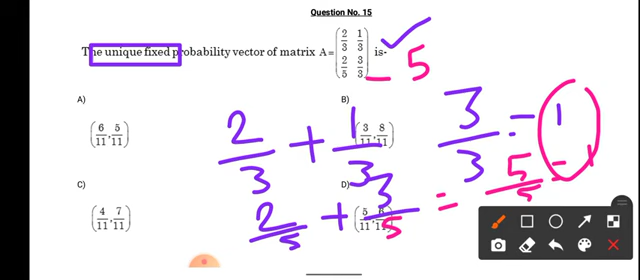 Question No. 15
The unique fixed probability vector of matrix A = (2/3 1/3 2/5 3/3) is-
5
A)
(6/11, 5/11)
B)
(3/11, 8/11)
C)
(4/11, 7/11)
D)
(5/11, /11)
2/3 + 1/3
3/3 = 1
2/5 + 3/5 = 5/5 = 1